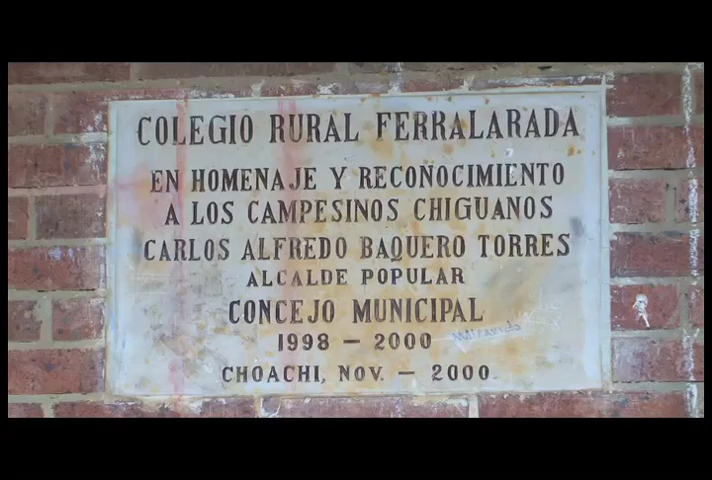 COLEGIO RURAL FERRALARADA
EN HOMENAJE Y RECONOCIMIENTO
A LOS CAMPESINOS CHIGUANOS
CARLOS ALFREDO BAQUERO TORRES
ALCALDE POPULAR
CONCEJO MUNICIPAL
1998 — 2000
CHOACHI, NOV. — 2000